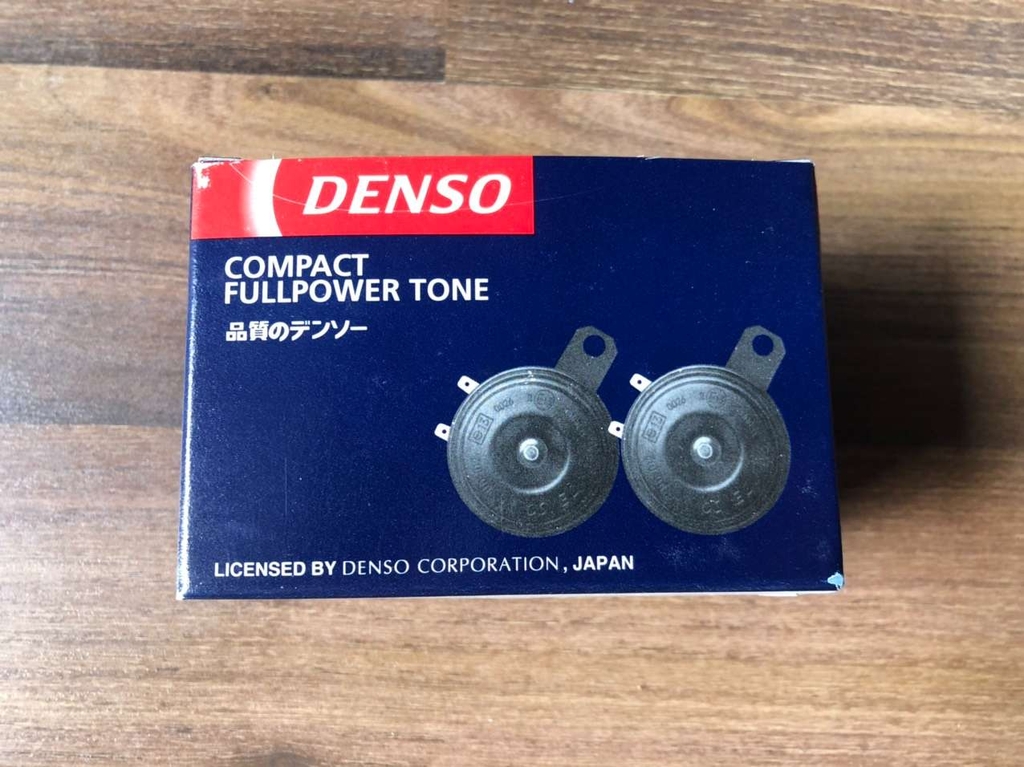 DENSO
COMPACT
FULLPOWER TONE
品質のデンソー
LICENSED BY DENSO CORPORATION, JAPAN